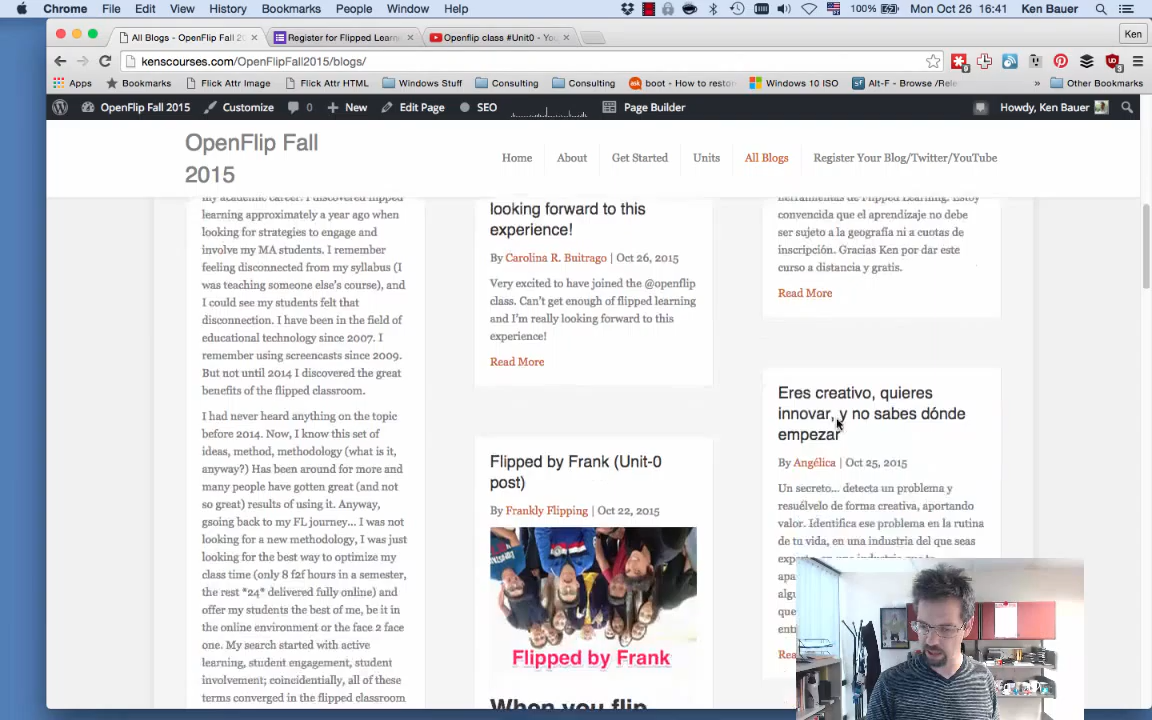 Chrome File Edit View History Bookmarks People Window Help 100% Mon Oct 26 16:41 Ken Bauer
All Blogs - OpenFlip Fall 2
Register for Flipped Learn
Openflip class #Unit0 - Yo
Ken
kenscourses.com/OpenFlipFall2015/blogs/
Apps Bookmarks Flick Attr Image Flick Attr HTML Windows Stuff Consulting Consulting boot - How to restor Windows 10 ISO Alt-F - Browse /Rele » Other Bookmarks
OpenFlip Fall 2015 Customize 0 New Edit Page SEO Page Builder Howdy, Ken Bauer
OpenFlip Fall
2015
Home About Get Started Units All Blogs Register Your Blog/Twitter/YouTube
my academic career. I discovered flipped
learning approximately a year ago when
looking for strategies to engage and
involve my MA students. I remember
feeling disconnected from my syllabus (I
was teaching someone else's course), and
I could see my students felt that
disconnection. I have been in the field of
educational technology since 2007. I
remember using screencasts since 2009.
But not until 2014 I discovered the great
benefits of the flipped classroom.
I had never heard anything on the topic
before 2014. Now, I know this set of
ideas, method, methodology (what is it,
anyway?) Has been around for more and
many people have gotten great (and not
so great) results of using it. Anyway,
gsoing back to my FL journey... I was not
looking for a new methodology, I was just
looking for the best way to optimize my
class time (only 8 f2f hours in a semester,
the rest *24* delivered fully online) and
offer my students the best of me, be it in
the online environment or the face 2 face
one. My search started with active
learning, student engagement, student
involvement; coincidentally, all of these
terms converged in the flipped classroom
looking forward to this
experience!
By Carolina R. Buitrago | Oct 26, 2015
Very excited to have joined the @openflip
class. Can't get enough of flipped learning
and I'm really looking forward to this
experience!
Read More
Flipped by Frank (Unit-0
post)
By Frankly Flipping | Oct 22, 2015
Flipped by Frank
When you flip
herramientas de Flipped Learning. Estoy
convencida que el aprendizaje no debe
ser sujeto a la geografía ni a cuotas de
inscripción. Gracias Ken por dar este
curso a distancia y gratis.
Read More
Eres creativo, quieres
innovar, y no sabes dónde
empezar
By Angélica | Oct 25, 2015
Un secreto... detecta un problema y
resuélvelo de forma creativa, aportando
valor. Identifica ese problema en la rutina
de tu vida, en una industria del que seas